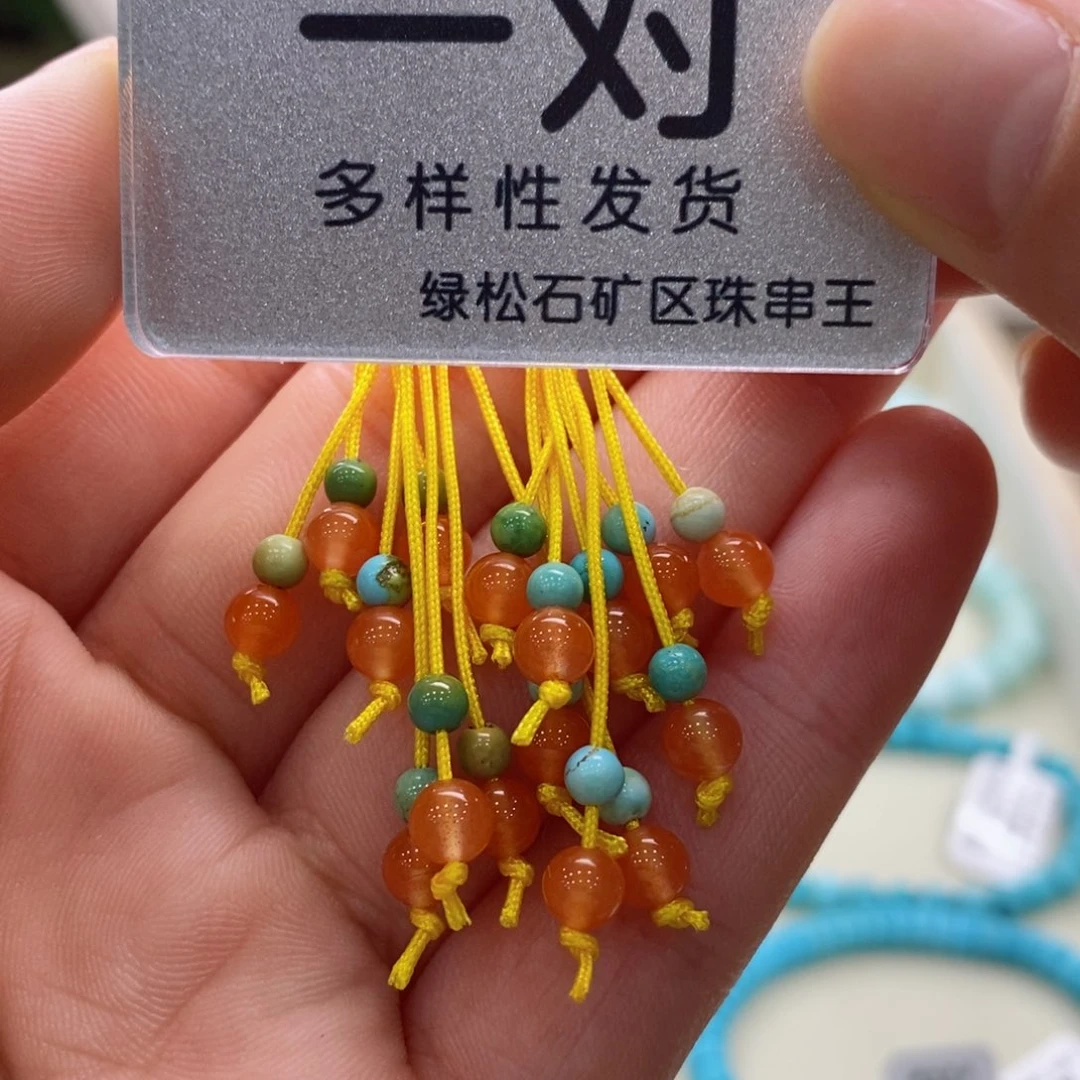 一对
多样性发货
绿松石矿区珠串王